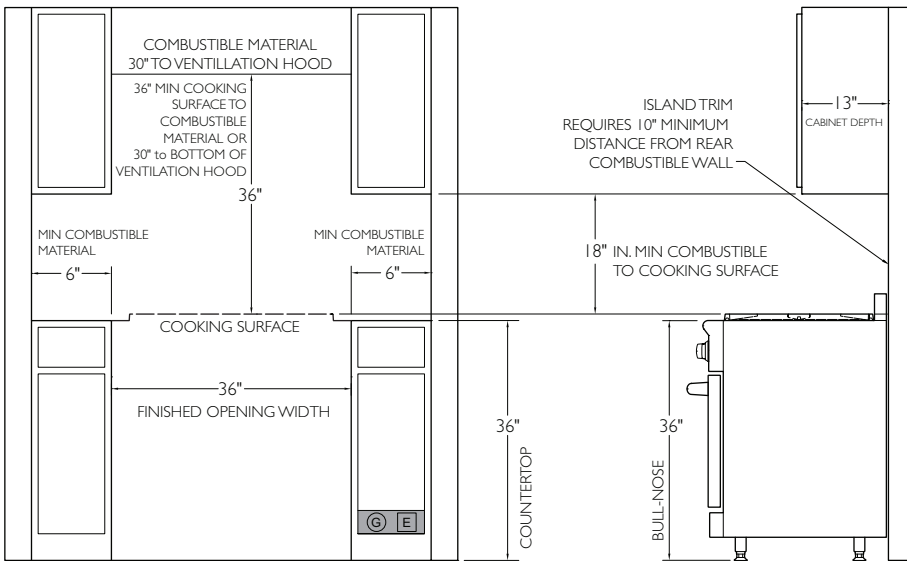 COMBUSTIBLE MATERIAL
30" TO VENTILLATION HOOD
36" MIN COOKING
SURFACE TO
COMBUSTIBLE
MATERIAL OR
30" to BOTTOM OF
VENTILATION HOOD
36"
MIN COMBUSTIBLE
MATERIAL
6"
MIN COMBUSTIBLE
MATERIAL
6"
COOKING SURFACE
36"
FINISHED OPENING WIDTH
G E
36"
COUNTERTOP
13"
CABINET DEPTH
ISLAND TRIM
REQUIRES 10" MINIMUM
DISTANCE FROM REAR
COMBUSTIBLE WALL
18" IN. MIN COMBUSTIBLE
TO COOKING SURFACE
36"
BULL-NOSE